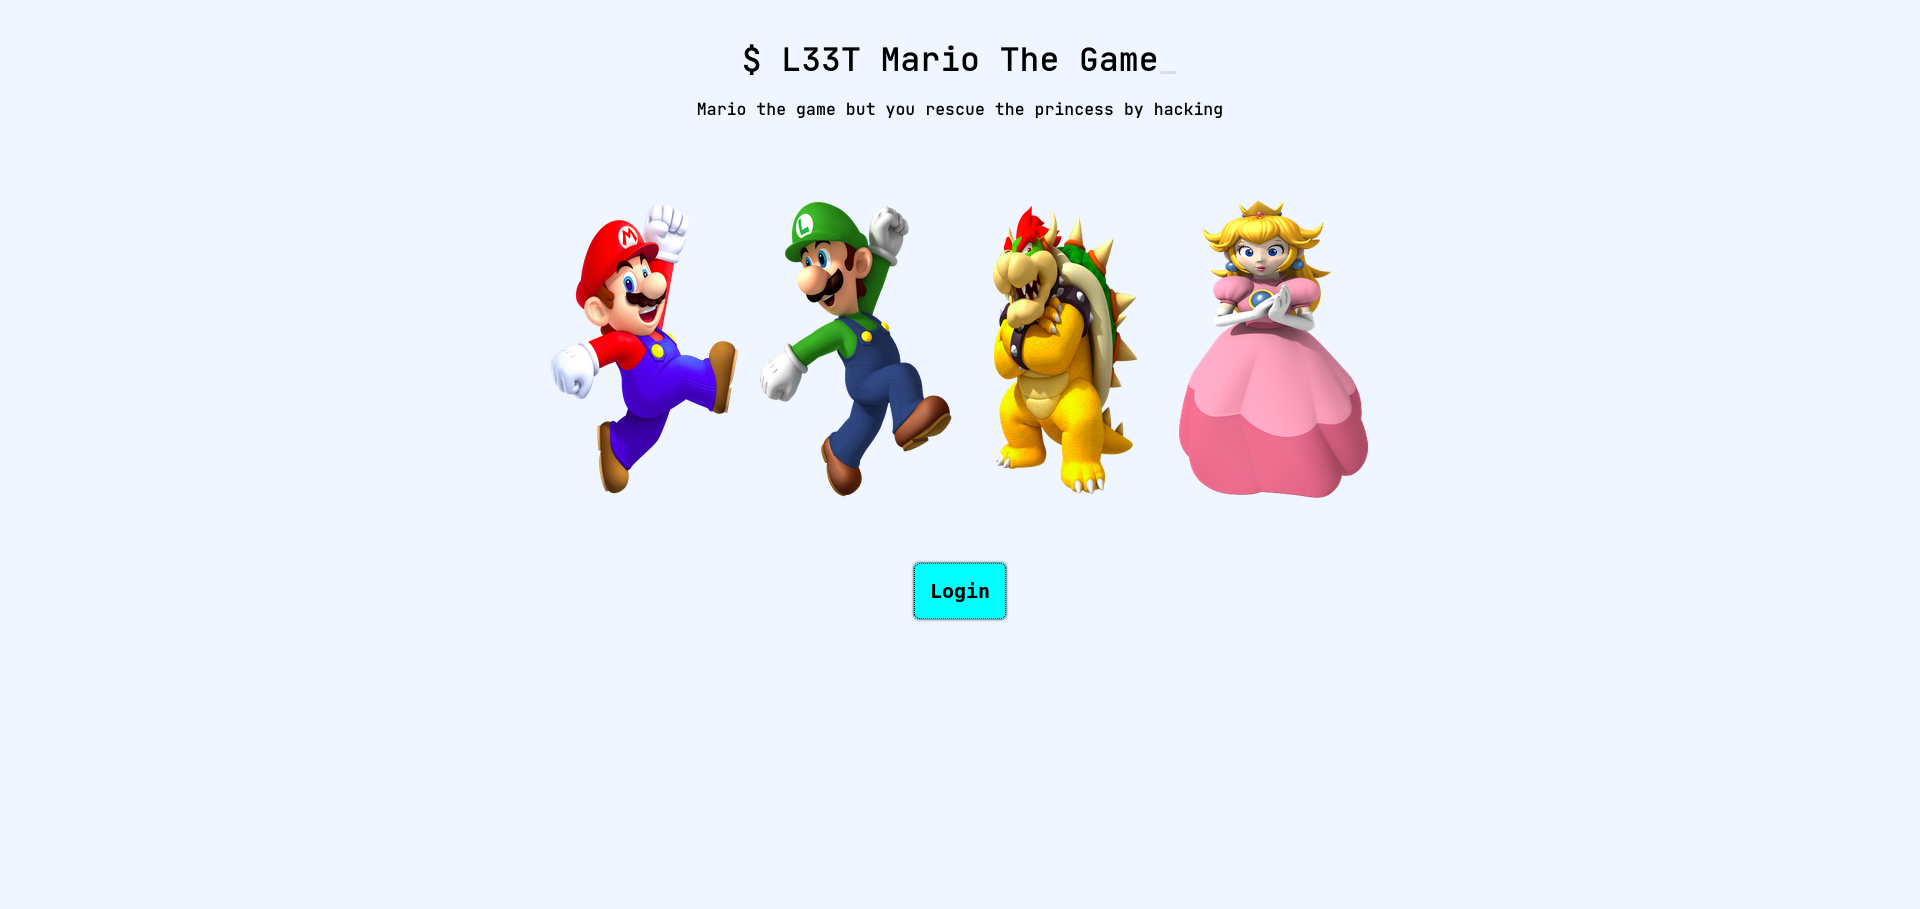 $ L33T Mario The Game_
Mario the game but you rescue the princess by hacking
M
L
Login